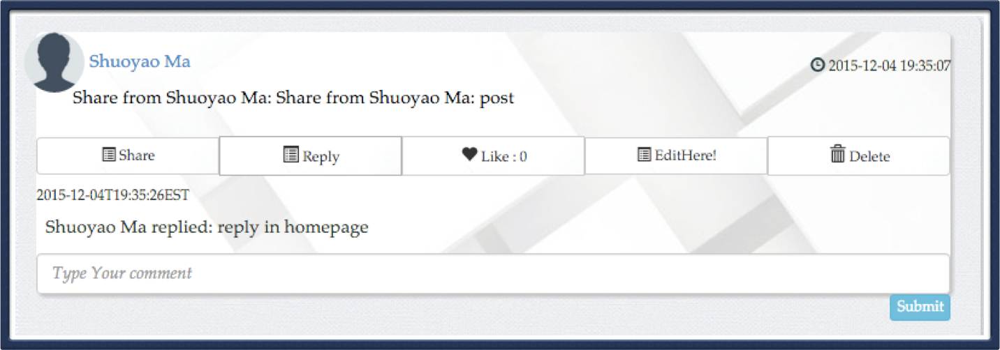 Shuoyao Ma
2015-12-04 19:35:07
Share from Shuoyao Ma: Share from Shuoyao Ma: post
Share
Reply
Like : 0
EditHere!
Delete
2015-12-04T19:35:26EST
Shuoyao Ma replied: reply in homepage
Type Your comment
Submit